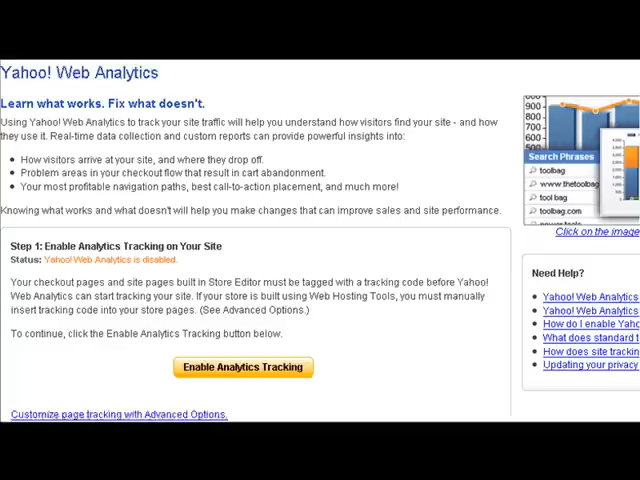 Yahoo! Web Analytics
Learn what works. Fix what doesn't.
Using Yahoo! Web Analytics to track your site traffic will help you understand how visitors find your site - and how
they use it. Real-time data collection and custom reports can provide powerful insights into:
How visitors arrive at your site, and where they drop off.
Problem areas in your checkout flow that result in cart abandonment.
Your most profitable navigation paths, best call-to-action placement, and much more!
Knowing what works and what doesn't will help you make changes that can improve sales and site performance.
Step 1: Enable Analytics Tracking on Your Site
Status: Yahoo! Web Analytics is disabled.
Your checkout pages and site pages built in Store Editor must be tagged with a tracking code before Yahoo!
Web Analytics can start tracking your site. If your store is built using Web Hosting Tools, you must manually
insert tracking code into your store pages. (See Advanced Options.)
To continue, click the Enable Analytics Tracking button below.
Enable Analytics Tracking
Customize page tracking with Advanced Options.
900
800
700
600
500
Search Phrases
toolbag
www.thetoolbag
tool bag
toolbag.com
Click on the image
Need Help?
Yahoo! Web Analytics
Yahoo! Web Analytics
How do I enable Yaho
What does standard t
How does site trackin
Updating your privacy